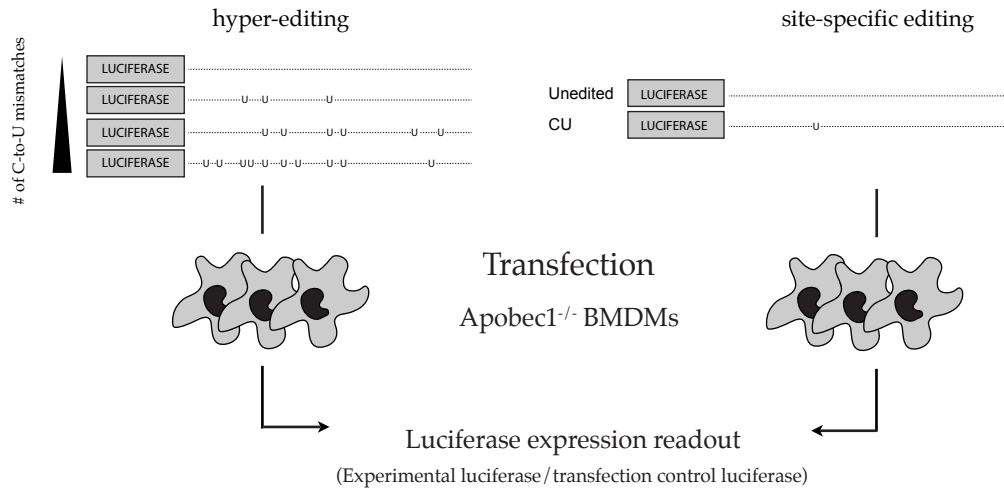 hyper-editing
site-specific editing
# of C-to-U mismatches
LUCIFERASE
LUCIFERASE U U U
LUCIFERASE U U U U U U
LUCIFERASE U U U U U U U U U U
Unedited LUCIFERASE
CU LUCIFERASE U
Transfection
Apobec1-/- BMDMs
Luciferase expression readout
(Experimental luciferase/transfection control luciferase)